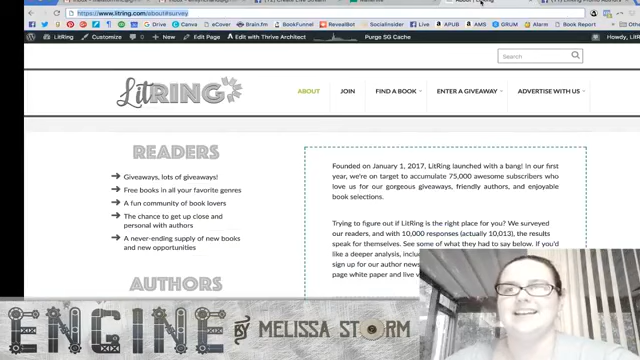 https://www.litring.com/about/#survey
Drive Canva eCover Brain.fm BookFunnel RevealBot SocialInsider Live APUB AMS GRUM Alarm Book Report
Customize New Edit Page Edit with Thrive Architect Purge SG Cache
Search
LitRING
ABOUT JOIN FIND A BOOK ENTER A GIVEAWAY ADVERTISE WITH US
READERS
Giveaways, lots of giveaways!
Free books in all your favorite genres
A fun community of book lovers
The chance to get up close and
personal with authors
A never-ending supply of new books
and new opportunities
AUTHORS
Founded on January 1, 2017, LitRing launched with a bang! In our first
year, we're on target to accumulate 75,000 awesome subscribers who
love us for our gorgeous giveaways, friendly authors, and enjoyable
book selections.
Trying to figure out if LitRing is the right place for you? We surveyed
our readers, and with 10,000 responses (actually 10,013), the results
speak for themselves. See some of what they had to say below. If you'd
like a deeper analysis, inclu
sign up for our author news
page white paper and live v
ENGINE BY MELISSA STORM